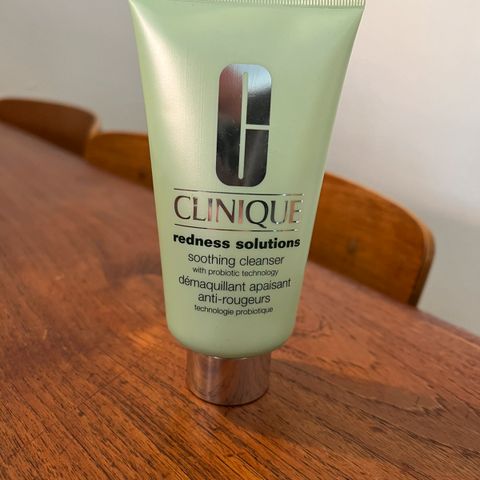 C
CLINIQUE
redness solutions
soothing cleanser
with probiotic technology
démaquillant apaisant
anti-rougeurs
technologie probiotique